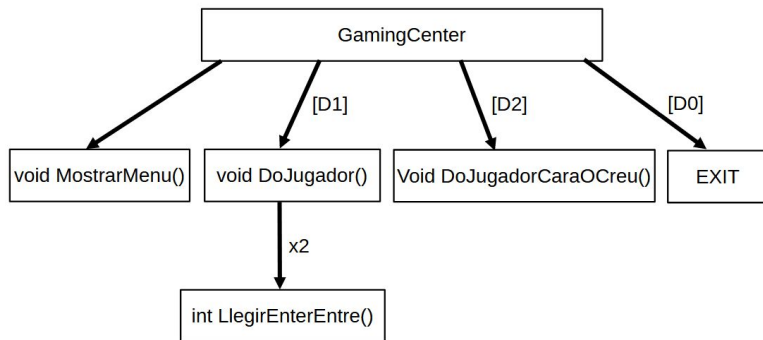 GamingCenter
[D1]
[D2]
[D0]
void MostrarMenu()
void DoJugador()
Void DoJugadorCaraOCreu()
EXIT
x2
int LlegirEnterEntre()